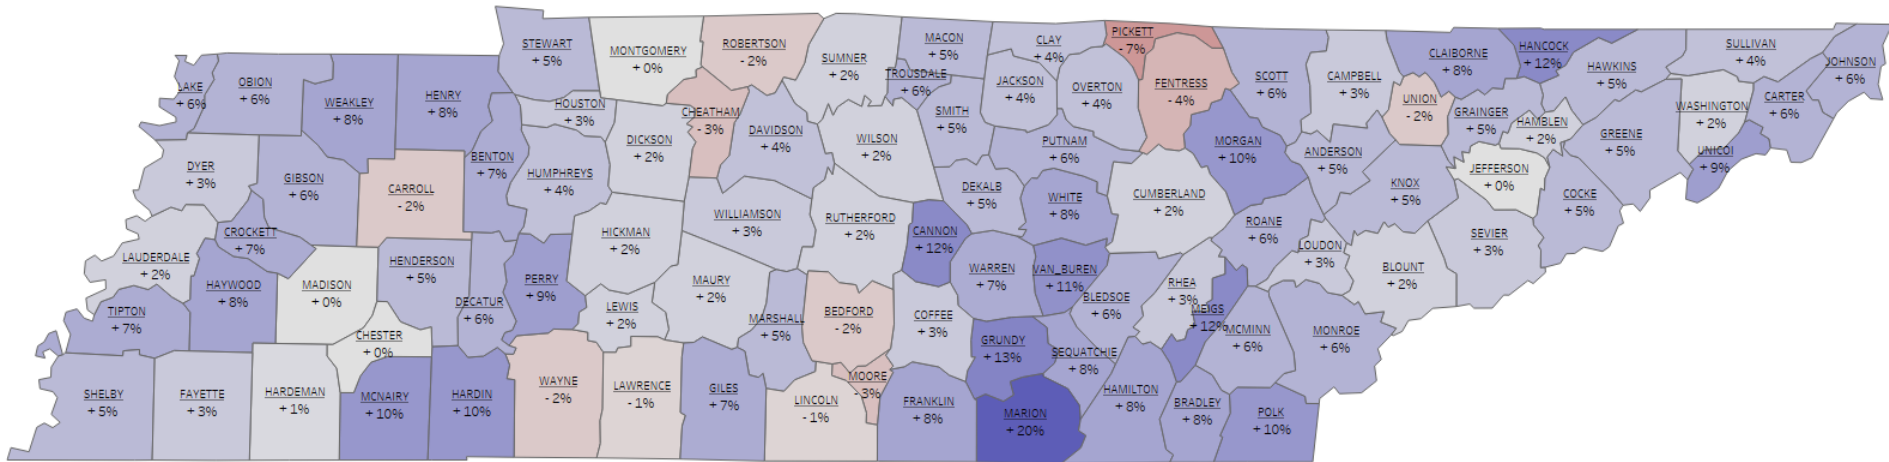 STEWART
+ 5%
MONTGOMERY
+ 0%
ROBERTSON
- 2%
SUMNER
+ 2%
MACON
+ 5%
TROUSDALE
+ 6%
CLAY
+ 4%
PICKETT
- 7%
FENTRESS
- 4%
JACKSON
+ 4%
OVERTON
+ 4%
SCOTT
+ 6%
CAMPBELL
+ 3%
CLAIBORNE
+ 8%
HANCOCK
+ 12%
HAWKINS
+ 5%
SULLIVAN
+ 4%
JOHNSON
+ 6%
LAKE
+ 6%
OBION
+ 6%
WEAKLEY
+ 8%
HENRY
+ 8%
HOUSTON
+ 3%
DICKSON
+ 2%
CHEATHAM
- 3%
DAVIDSON
+ 4%
WILSON
+ 2%
SMITH
+ 5%
PUTNAM
+ 6%
MORGAN
+ 10%
ANDERSON
+ 5%
UNION
- 2%
GRAINGER
+ 5%
HAMBLEN
+ 2%
GREENE
+ 5%
WASHINGTON
+ 2%
CARTER
+ 6%
UNICOI
+ 9%
DYER
+ 3%
GIBSON
+ 6%
CARROLL
- 2%
BENTON
+ 7%
HUMPHREYS
+ 4%
WILLIAMSON
+ 3%
RUTHERFORD
+ 2%
DEKALB
+ 5%
WHITE
+ 8%
CUMBERLAND
+ 2%
ROANE
+ 6%
KNOX
+ 5%
JEFFERSON
+ 0%
COCKE
+ 5%
SEVIER
+ 3%
LAUDERDALE
+ 2%
CROCKETT
+ 7%
HAYWOOD
+ 8%
MADISON
+ 0%
HENDERSON
+ 5%
DECATUR
+ 6%
PERRY
+ 9%
HICKMAN
+ 2%
LEWIS
+ 2%
MAURY
+ 2%
MARSHALL
+ 5%
BEDFORD
- 2%
CANNON
+ 12%
COFFEE
+ 3%
WARREN
+ 7%
VAN_BUREN
+ 11%
BLEDSOE
+ 6%
RHEA
+ 3%
MEIGS
+ 12%
LOUDON
+ 3%
BLOUNT
+ 2%
MCMINN
+ 6%
MONROE
+ 6%
TIPTON
+ 7%
CHESTER
+ 0%
SHELBY
+ 5%
FAYETTE
+ 3%
HARDEMAN
+ 1%
MCNAIRY
+ 10%
HARDIN
+ 10%
WAYNE
- 2%
LAWRENCE
- 1%
GILES
+ 7%
LINCOLN
- 1%
MOORE
- 3%
FRANKLIN
+ 8%
GRUNDY
+ 13%
SEQUATCHIE
+ 8%
MARION
+ 20%
HAMILTON
+ 8%
BRADLEY
+ 8%
POLK
+ 10%